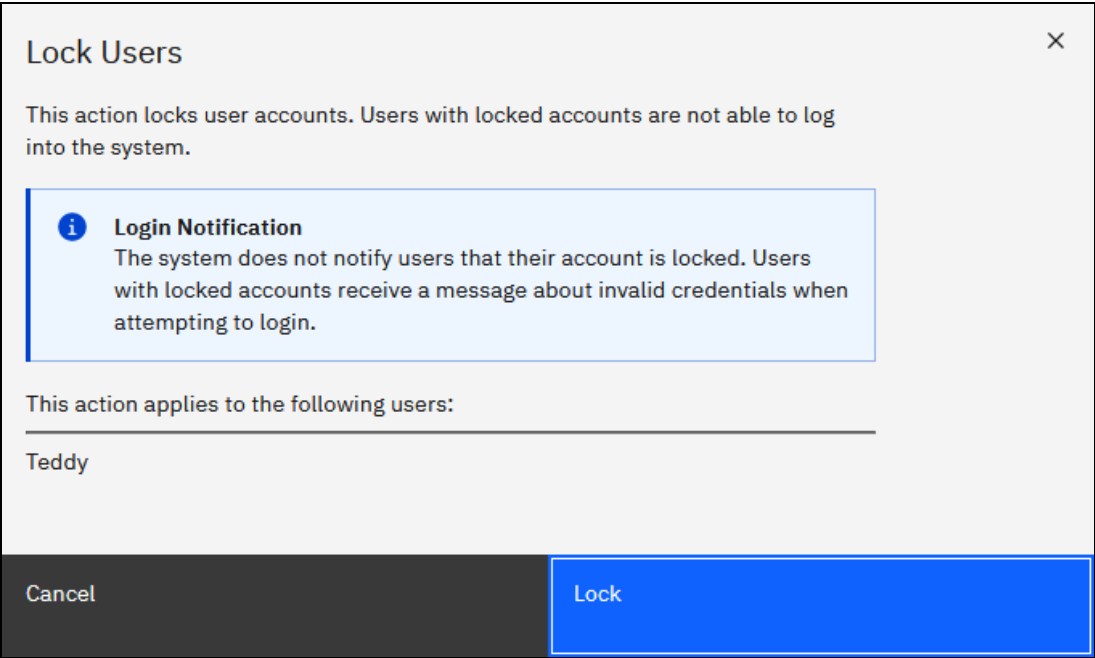 Lock Users
This action locks user accounts. Users with locked accounts are not able to log
into the system.
Login Notification
The system does not notify users that their account is locked. Users
with locked accounts receive a message about invalid credentials when
attempting to login.
This action applies to the following users:
Teddy
Cancel
Lock